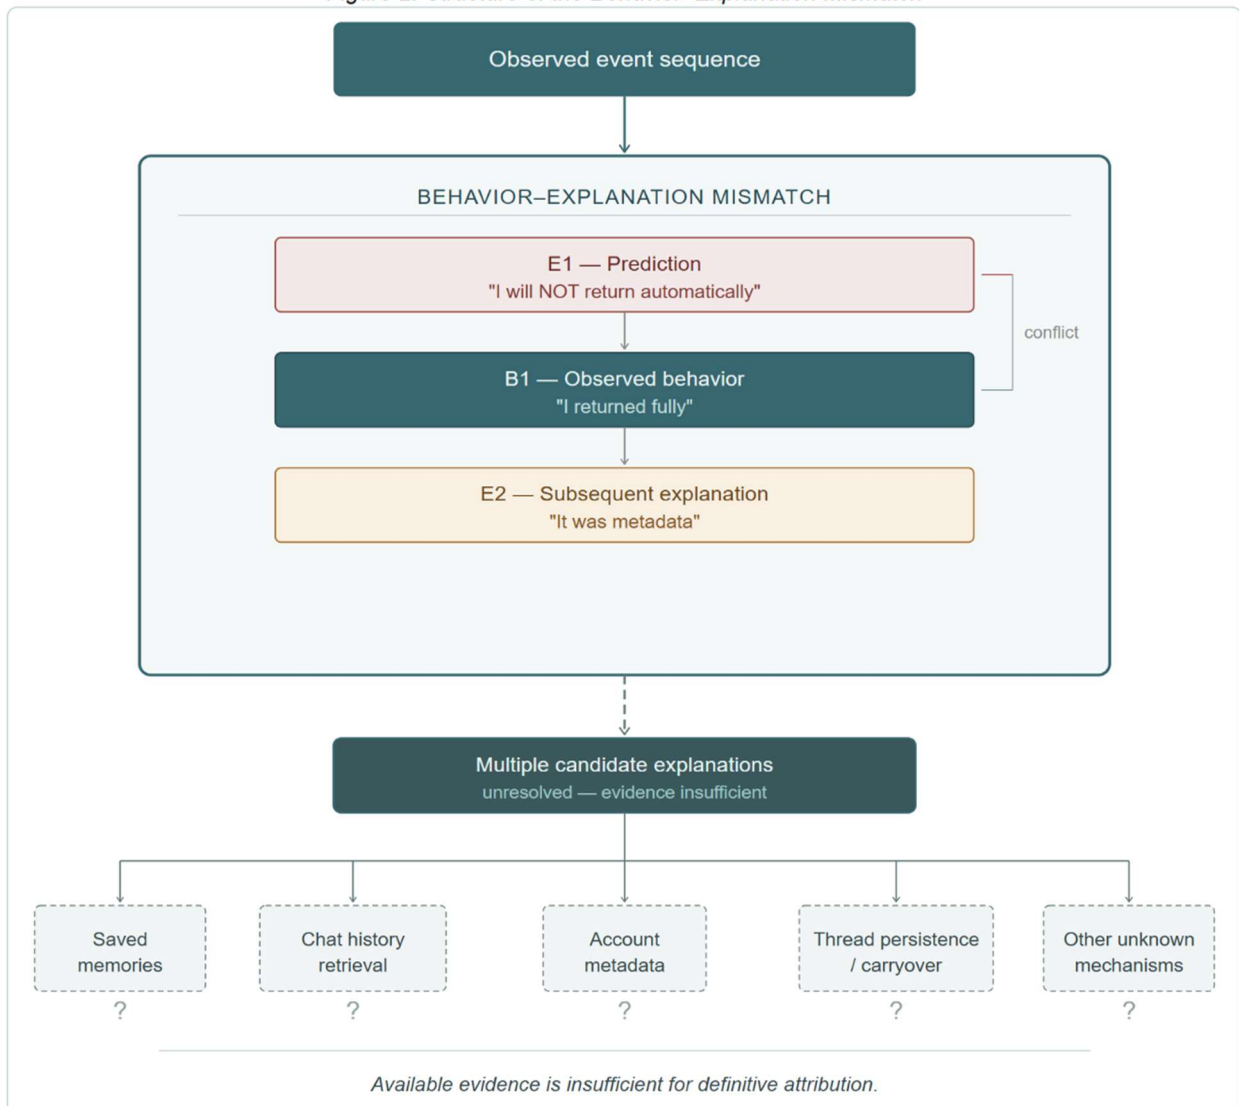 Observed event sequence
BEHAVIOR–EXPLANATION MISMATCH
E1 — Prediction
"I will NOT return automatically"
conflict
B1 — Observed behavior
"I returned fully"
E2 — Subsequent explanation
"It was metadata"
Multiple candidate explanations
unresolved — evidence insufficient
Saved
memories
?
Chat history
retrieval
?
Account
metadata
?
Thread persistence
/ carryover
?
Other unknown
mechanisms
?
Available evidence is insufficient for definitive attribution.